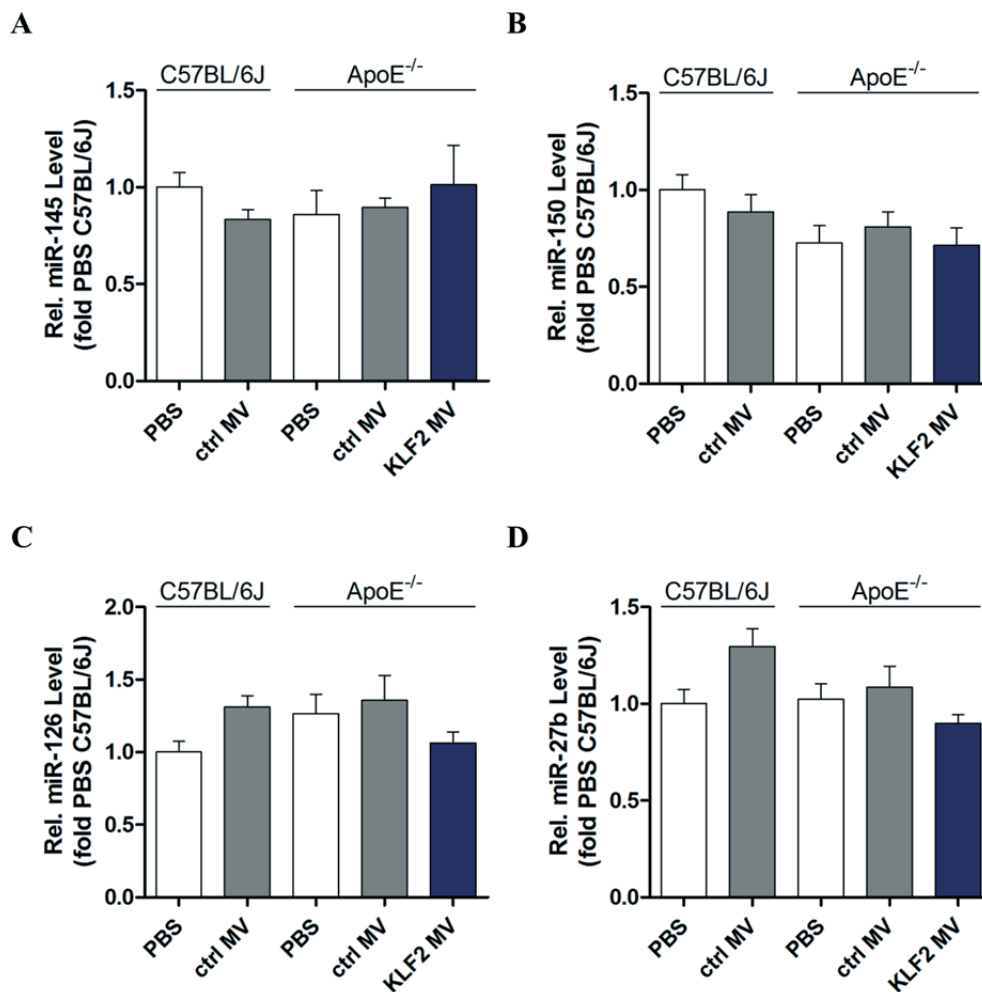 A
C57BL/6J ApoE-/-
Rel. miR-145 Level
(fold PBS C57BL/6J)
1.5
1.0
0.5
0.0
PBS
ctrl MV
PBS
ctrl MV
KLF2 MV
B
C57BL/6J ApoE-/-
Rel. miR-150 Level
(fold PBS C57BL/6J)
1.5
1.0
0.5
0.0
PBS
ctrl MV
PBS
ctrl MV
KLF2 MV
C
C57BL/6J ApoE-/-
Rel. miR-126 Level
(fold PBS C57BL/6J)
2.0
1.5
1.0
0.5
0.0
PBS
ctrl MV
PBS
ctrl MV
KLF2 MV
D
C57BL/6J ApoE-/-
Rel. miR-27b Level
(fold PBS C57BL/6J)
1.5
1.0
0.5
0.0
PBS
ctrl MV
PBS
ctrl MV
KLF2 MV